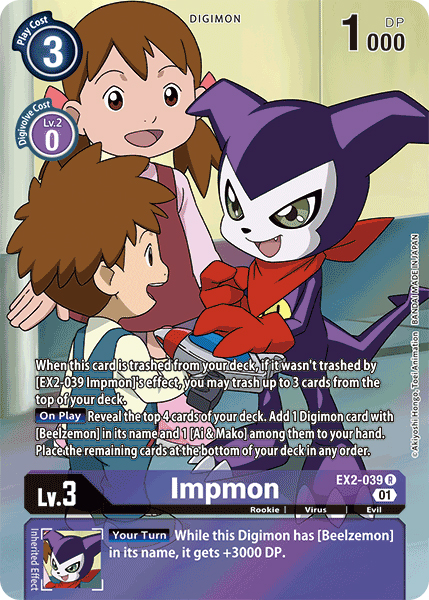 DIGIMON
Play Cost
3
DP
1000
Digivolve Cost
Lv.2
0
When this card is trashed from your deck, if it wasn't trashed by
[EX2-039 Impmon]'s effect, you may trash up to 3 cards from the
top of your deck.
On Play Reveal the top 4 cards of your deck. Add 1 Digimon card with
[Beelzemon] in its name and 1 [Ai & Mako] among them to your hand.
Place the remaining cards at the bottom of your deck in any order.
©Akiyoshi Hongo, Toei Animation BANDAI MADE IN JAPAN
Lv.3
Impmon
EX2-039 R
01
Rookie | Virus | Evil
Inherited Effect
Your Turn While this Digimon has [Beelzemon]
in its name, it gets +3000 DP.